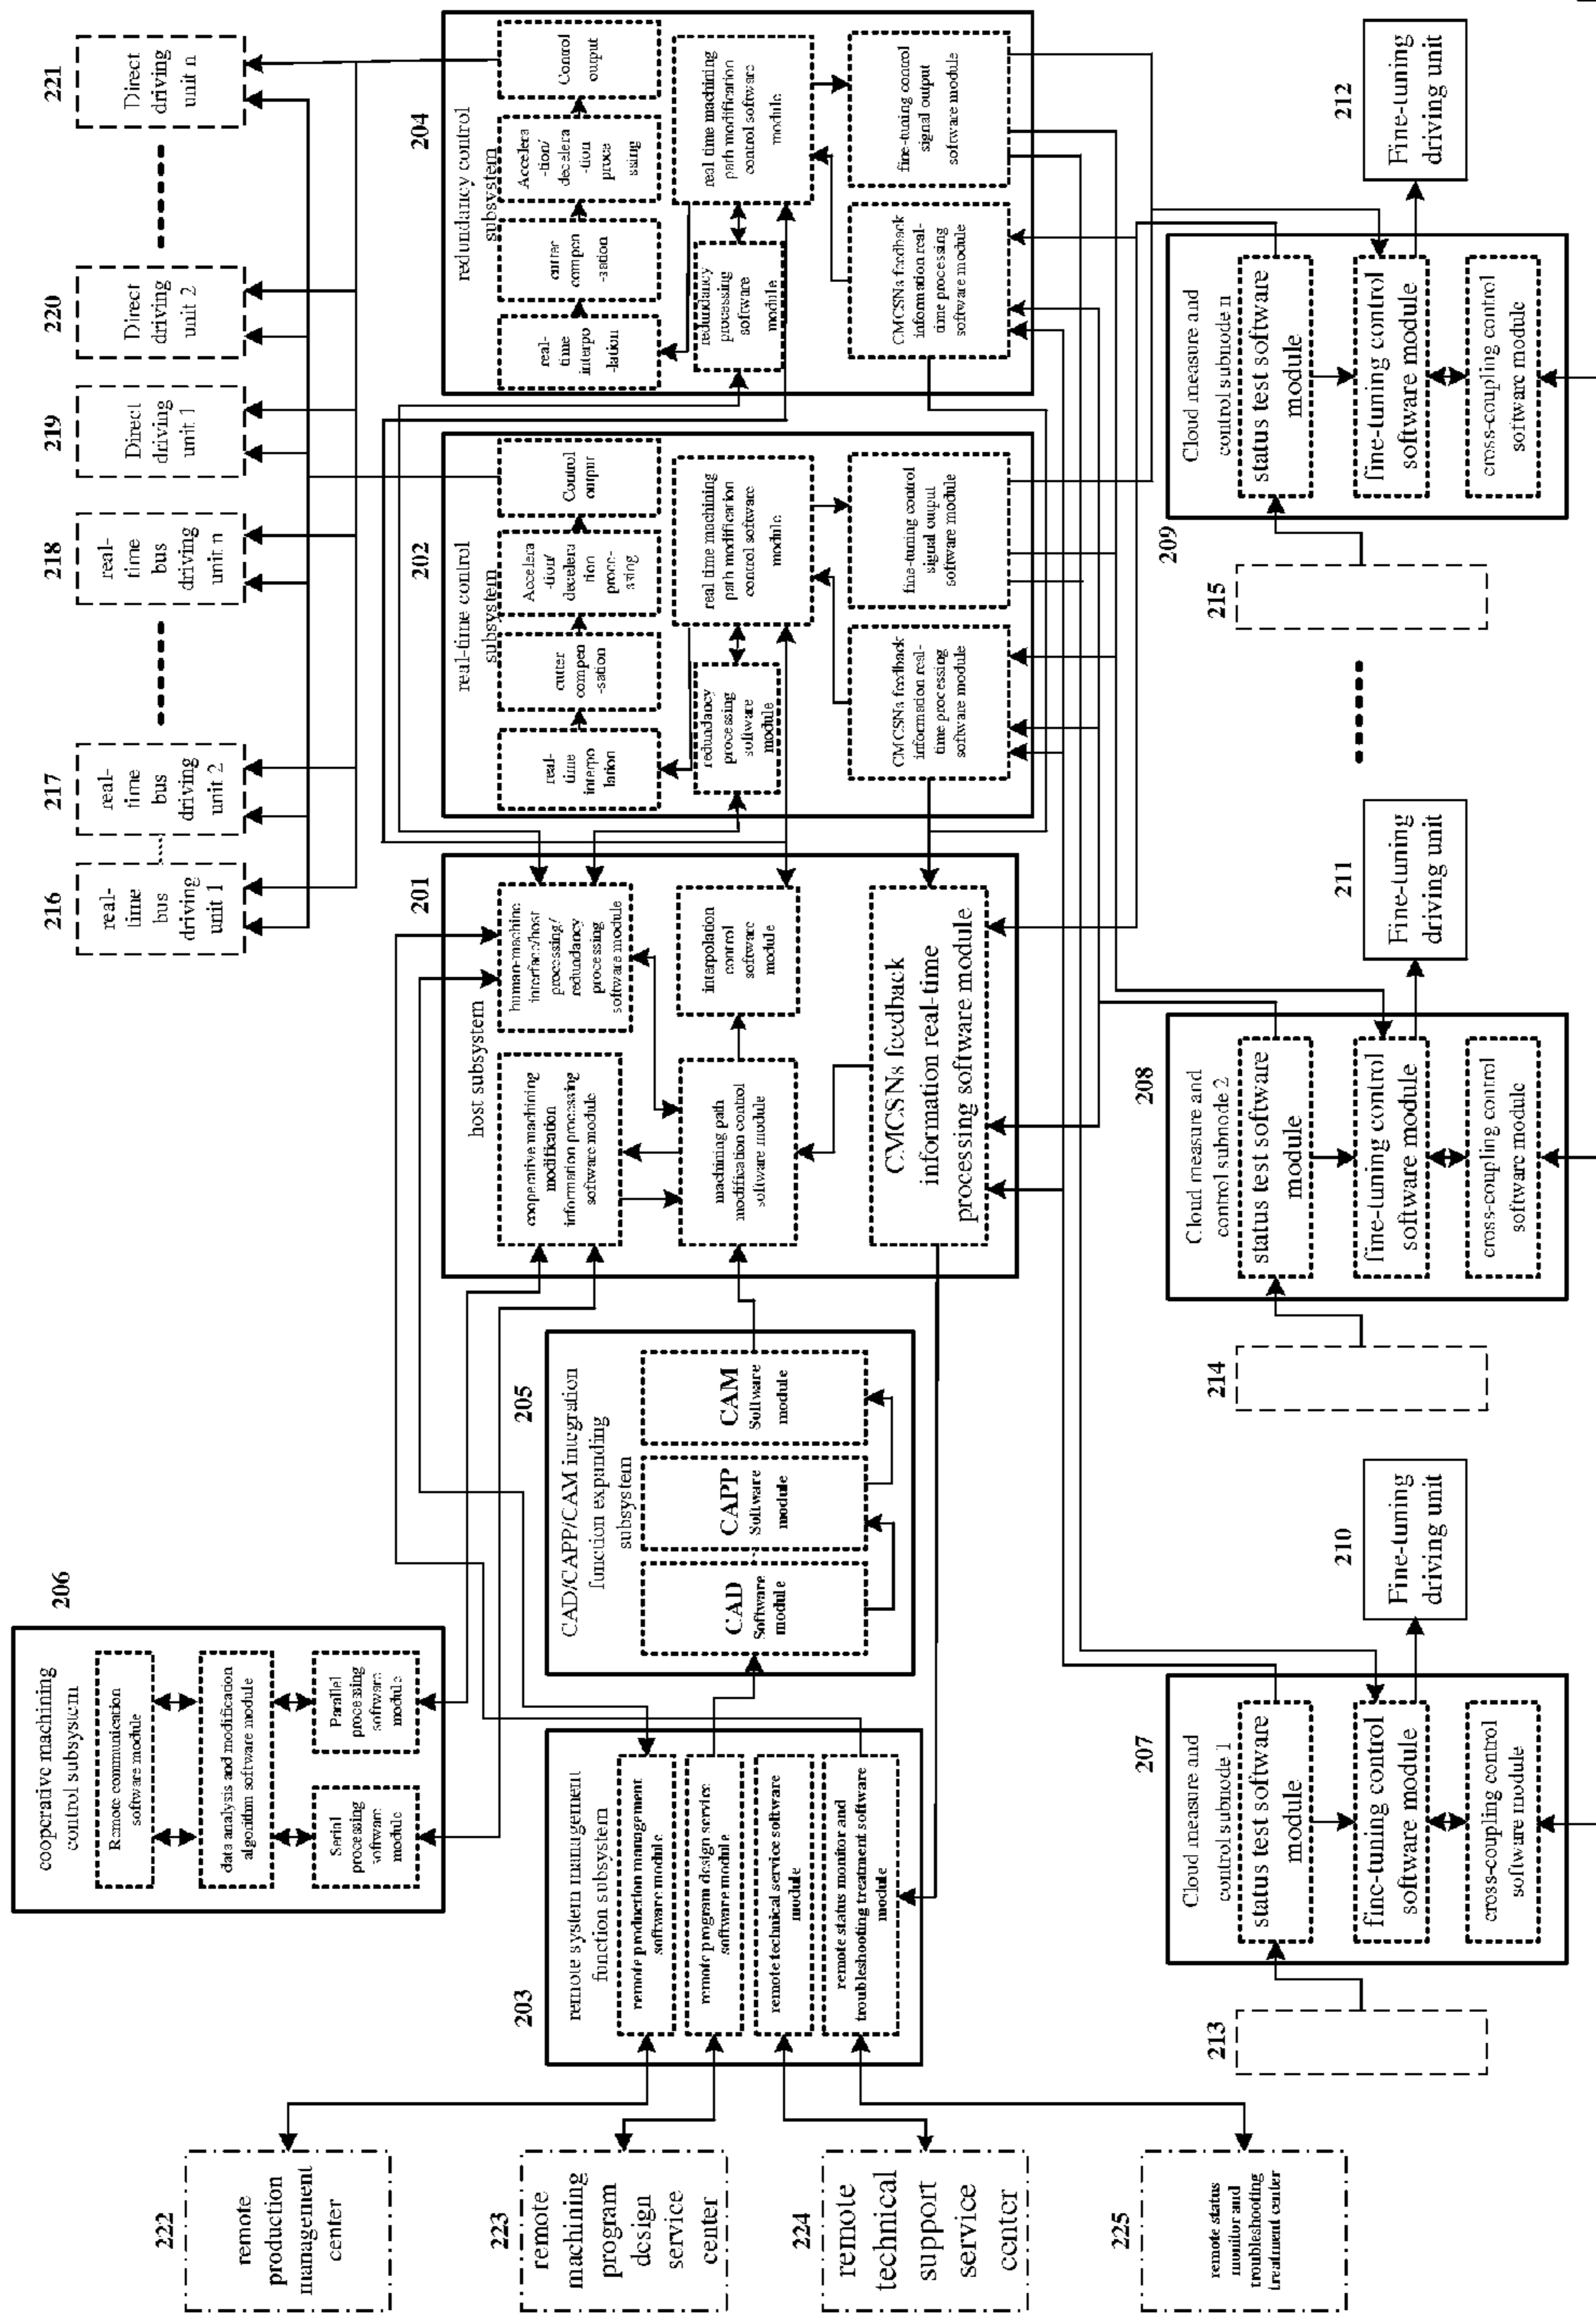 222
remote
production
management
center
223
remote
machining
program
design
service
center
224
remote
technical
support
service
center
225
remote status
monitor and
troubleshooting
treatment center
206
cooperative machining
control subsystem
Remote communication
software module
data analysis and modification
algorithm software module
Serial
processing
software
module
Parallel
processing
software
module
203
remote system management
function subsystem
remote production management
software module
remote program design service
software module
remote technical service software
module
remote status monitor and
troubleshooting treatment software
module
205
CAD/CAPP/CAM integration
function expanding
subsystem
CAD
Software
module
CAPP
Software
module
CAM
Software
module
201
host subsystem
cooperative machining
modification
information processing
software module
human-machine
interface/host
processing/
redundancy
processing
software module
machining path
modification control
software module
interpolation
control
software
module
CMCSNs feedback
information real-time
processing software module
202
real-time control
subsystem
real-
time
interpo
-lation
cutter
compen
-sation
Accelera
-tion/
decelera
tion
proce-
ssing
Control
output
redundancy
processing
software
module
real time machining
path modification
control software
module
CMCSNs feedback
information real-
time processing
software module
fine-tuning control
signal output
software module
204
redundancy control
subsystem
real-
time
interpo
-lation
cutter
compen
-sation
Accelera
-tion/
decelera
-tion
proce
ssing
Control
output
redundancy
processing
software
module
real time machining
path modification
control software
module
CMCSNs feedback
information real-
time processing
software module
fine-tuning control
signal output
software module
216
real-
time
bus
driving
unit 1
217
real-
time
bus
driving
unit 2
218
real-
time
bus
driving
unit n
219
Direct
driving
unit 1
220
Direct
driving
unit 2
221
Direct
driving
unit n
213
207
Cloud measure and
control subnode 1
status test software
module
fine-tuning control
software module
cross-coupling control
software module
210
Fine-tuning
driving unit
214
208
Cloud measure and
control subnode 2
status test software
module
fine-tuning control
software module
cross-coupling control
software module
211
Fine-tuning
driving unit
215
209
Cloud measure and
control subnode n
status test software
module
fine-tuning control
software module
cross-coupling control
software module
212
Fine-tuning
driving unit